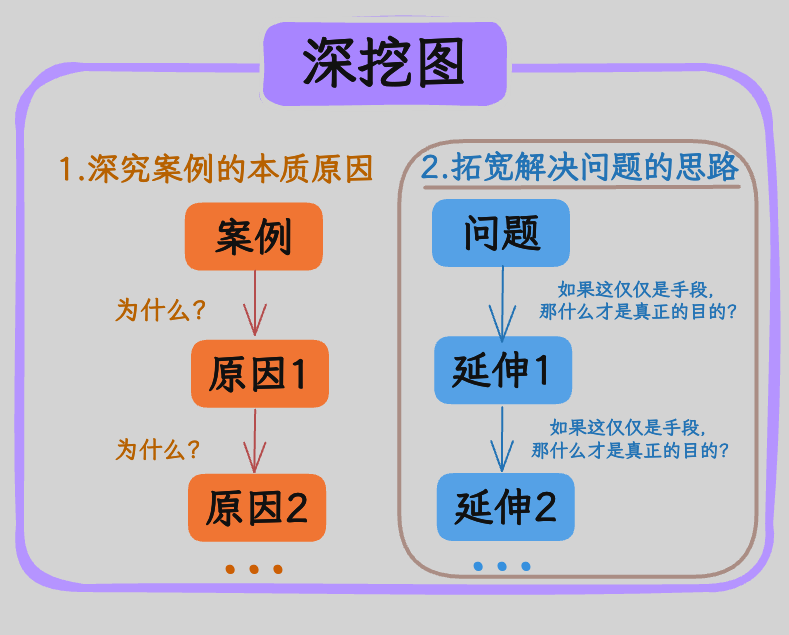 深挖图
1.深究案例的本质原因
案例
为什么?
原因1
为什么?
原因2
...
2.拓宽解决问题的思路
问题
如果这仅仅是手段,
那什么才是真正的目的?
延伸1
如果这仅仅是手段,
那什么才是真正的目的?
延伸2
...